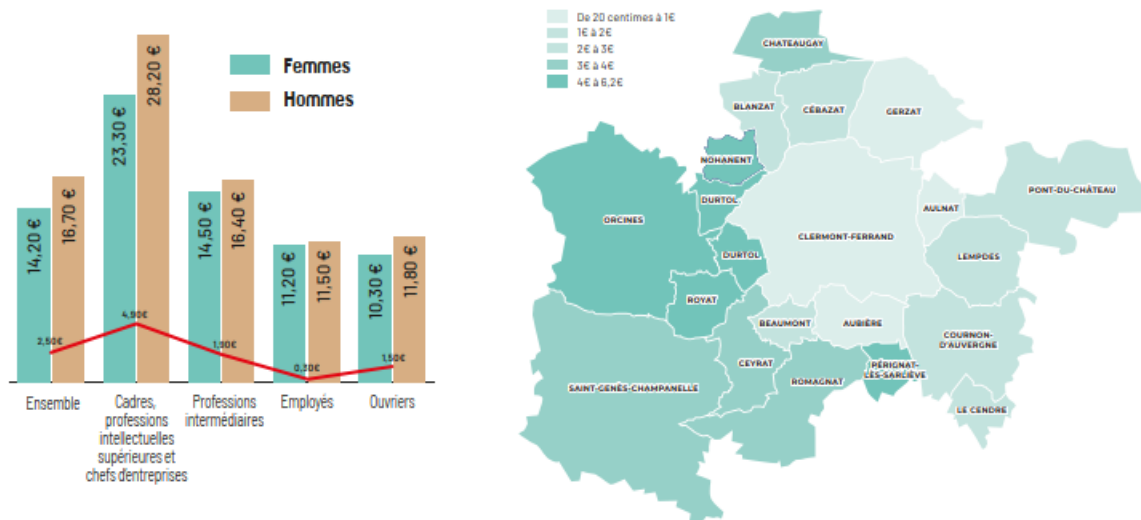 Femmes
Hommes
14,20 €
16,70 €
23,30 €
28,20 €
14,50 €
16,40 €
11,20 €
11,50 €
10,30 €
11,80 €
2,50€
4,90€
1,90€
0,30€
1,50€
Ensemble
Cadres,
professions
intellectuelles
supérieures et
chefs d'entreprises
Professions
intermédiaires
Employés
Ouvriers
De 20 centimes à 1€
1€ à 2€
2€ à 3€
3€ à 4€
4€ à 6,2€
CHATEAUGAY
BLANZAT
CÉBAZAT
GERZAT
NOHANENT
DURTOL
ORCINES
PONT-DU-CHÂTEAU
AULNAT
CLERMONT-FERRAND
DURTOL
LEMPDES
ROYAT
BEAUMONT
AUBIÈRE
COURNON-
D'AUVERGNE
CEYRAT
PÉRIGNAT-
LÈS-SARLIÈVE
SAINT-GENÈS-CHAMPANELLE
ROMAGNAT
LE CENDRE